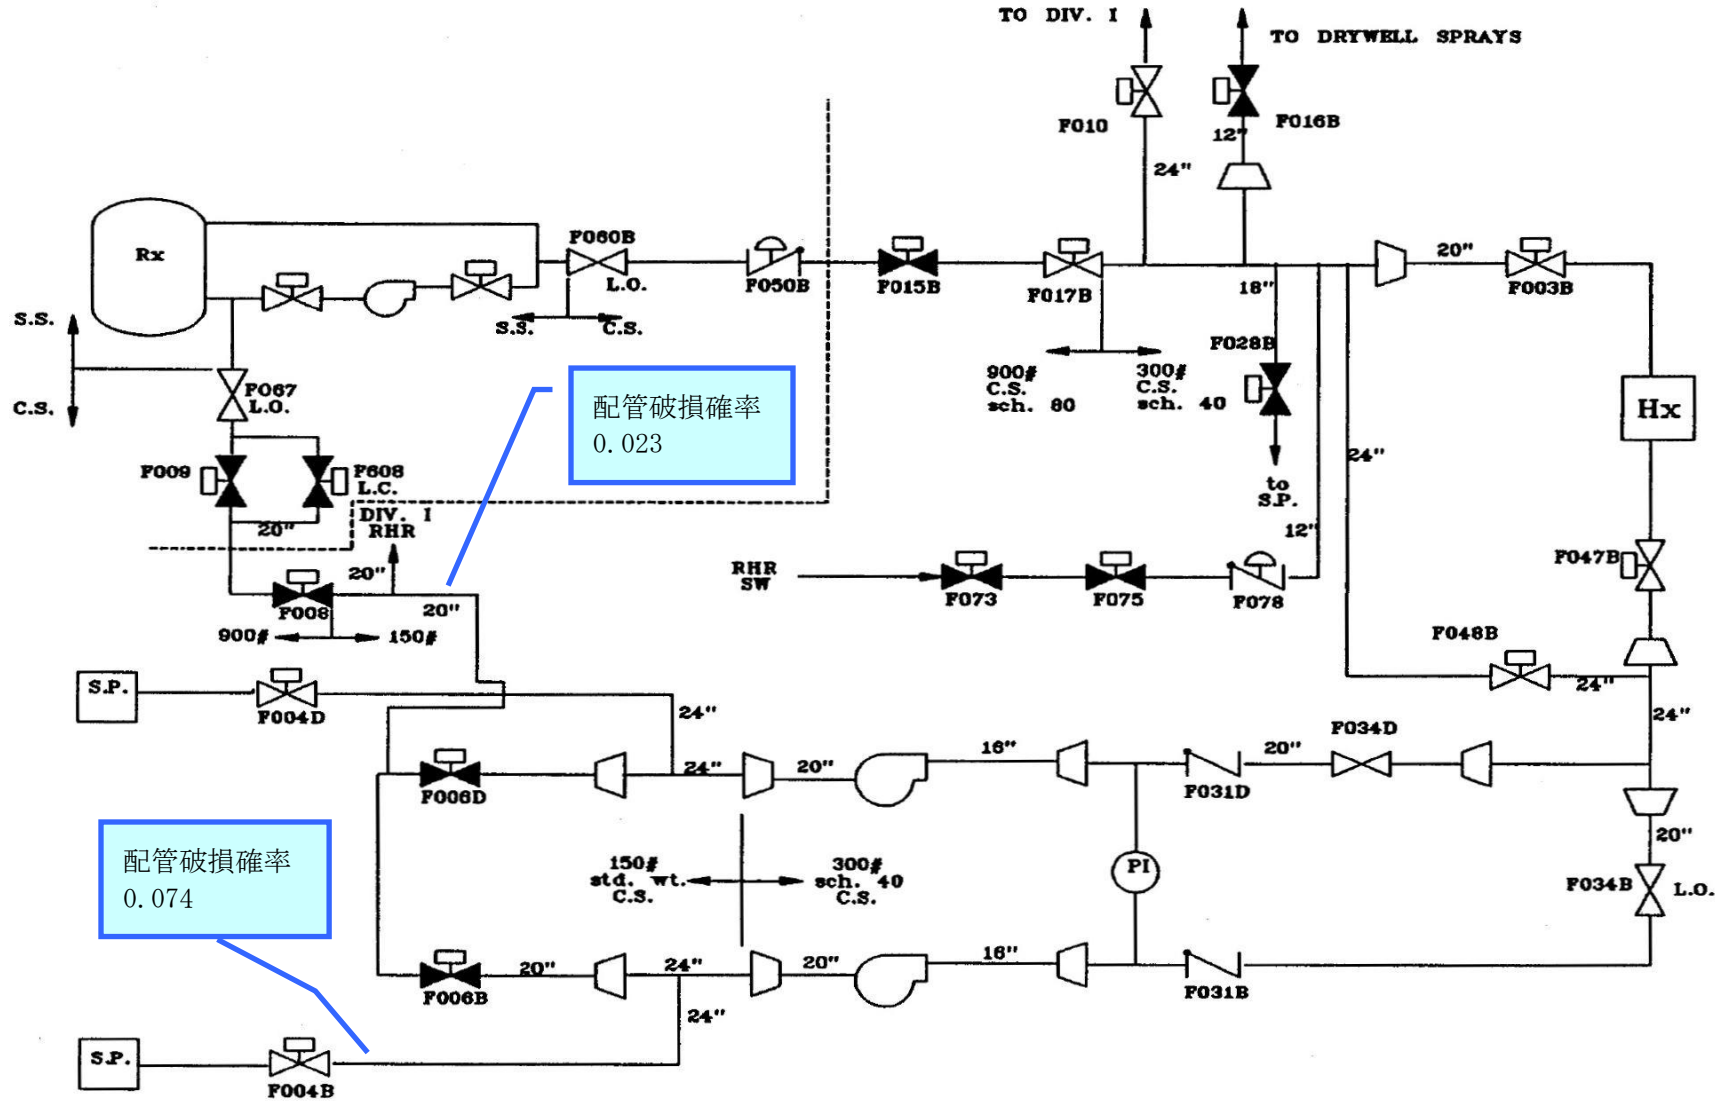 TO DIV. I
TO DRYWELL SPRAYS
F010
F016B
12"
24"
Rx
F060B
L.O.
F050B
F015B
F017B
18"
20"
F003B
S.S.
C.S.
S.S.
C.S.
F067
L.O.
配管破損確率
0.023
900#
C.S.
sch. 80
300#
C.S.
sch. 40
F028B
Hx
F009
F608
L.C.
24"
to
S.P.
20"
DIV. I
RHR
12"
RHR
SW
F073
F075
F078
F047B
20"
20"
F008
900#
150#
F048B
24"
S.P.
F004D
24"
24"
F034D
24"
20"
16"
20"
F006D
F031D
20"
配管破損確率
0.074
150#
std. wt.
C.S.
300#
sch. 40
C.S.
PI
F034B
L.O.
20"
24"
20"
16"
F006B
F031B
24"
S.P.
F004B